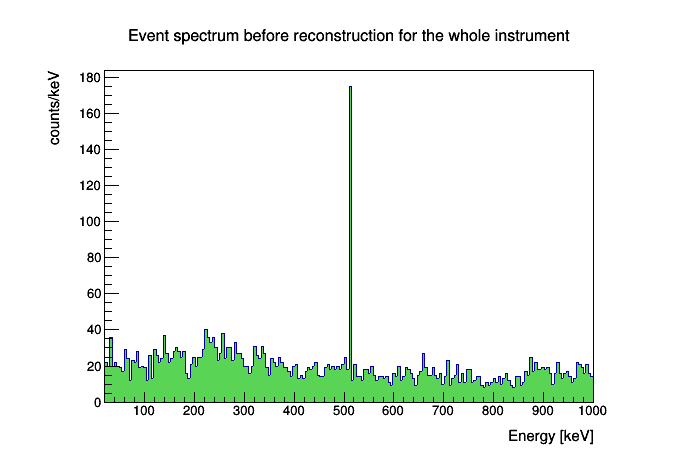 Event spectrum before reconstruction for the whole instrument
counts/keV
180
160
140
120
100
80
60
40
20
0
100 200 300 400 500 600 700 800 900 1000
Energy [keV]